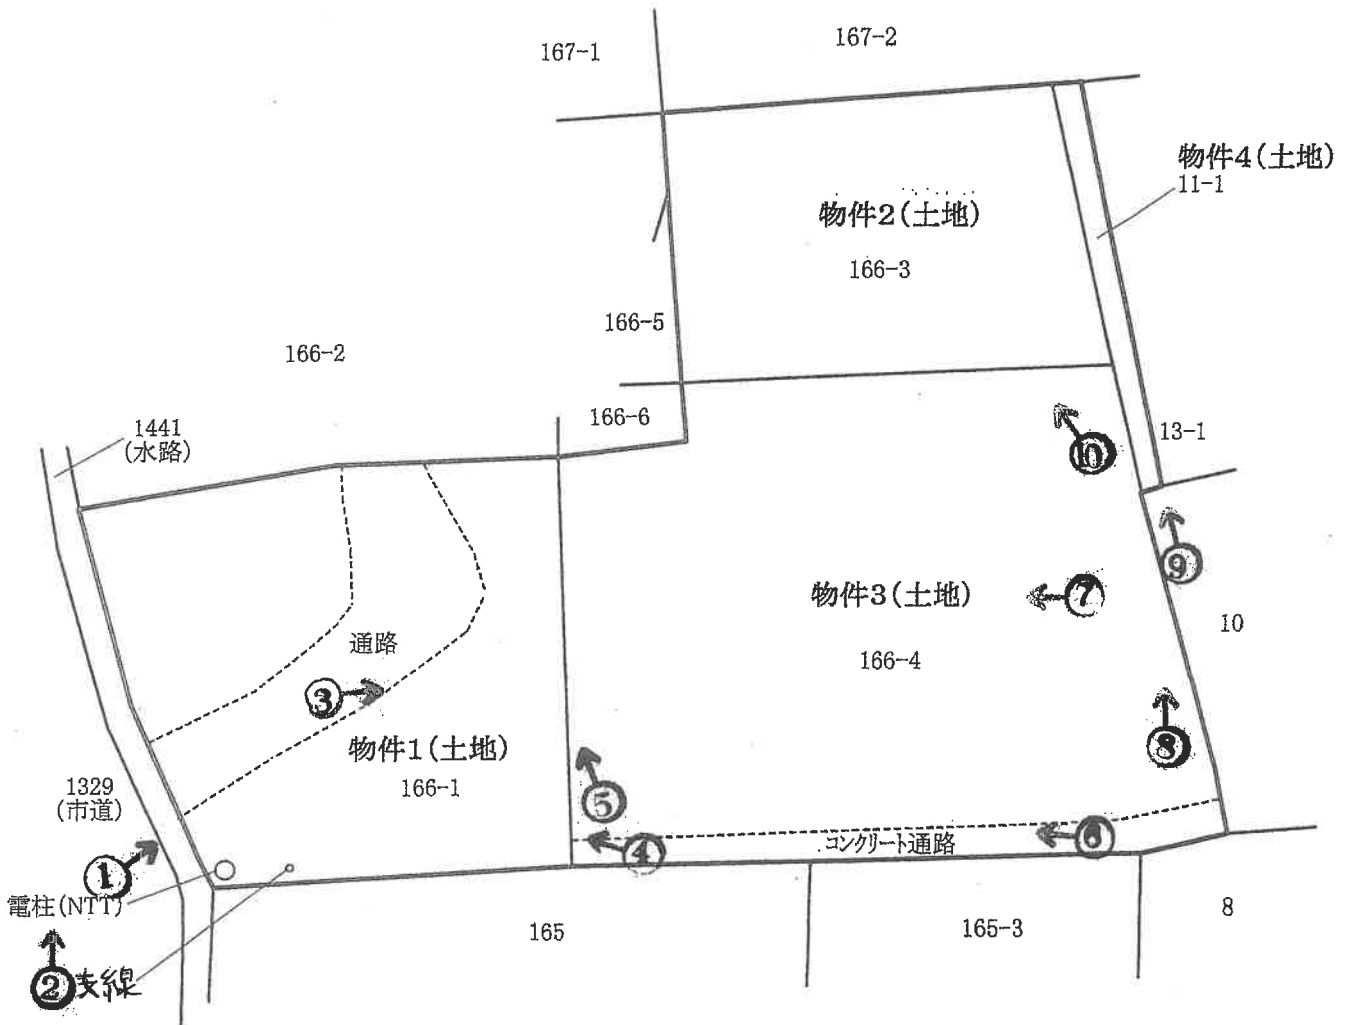 167-1
167-2
物件4(土地)
11-1
物件2(土地)
166-3
166-5
166-2
166-6
1441
(水路)
13-1
⑩
⑨
物件3(土地)
⑦
10
166-4
通路
③
物件1(土地)
166-1
⑧
1329
(市道)
⑤
コンクリート通路
⑥
④
①
電柱(NTT)
165
165-3
8
②支線